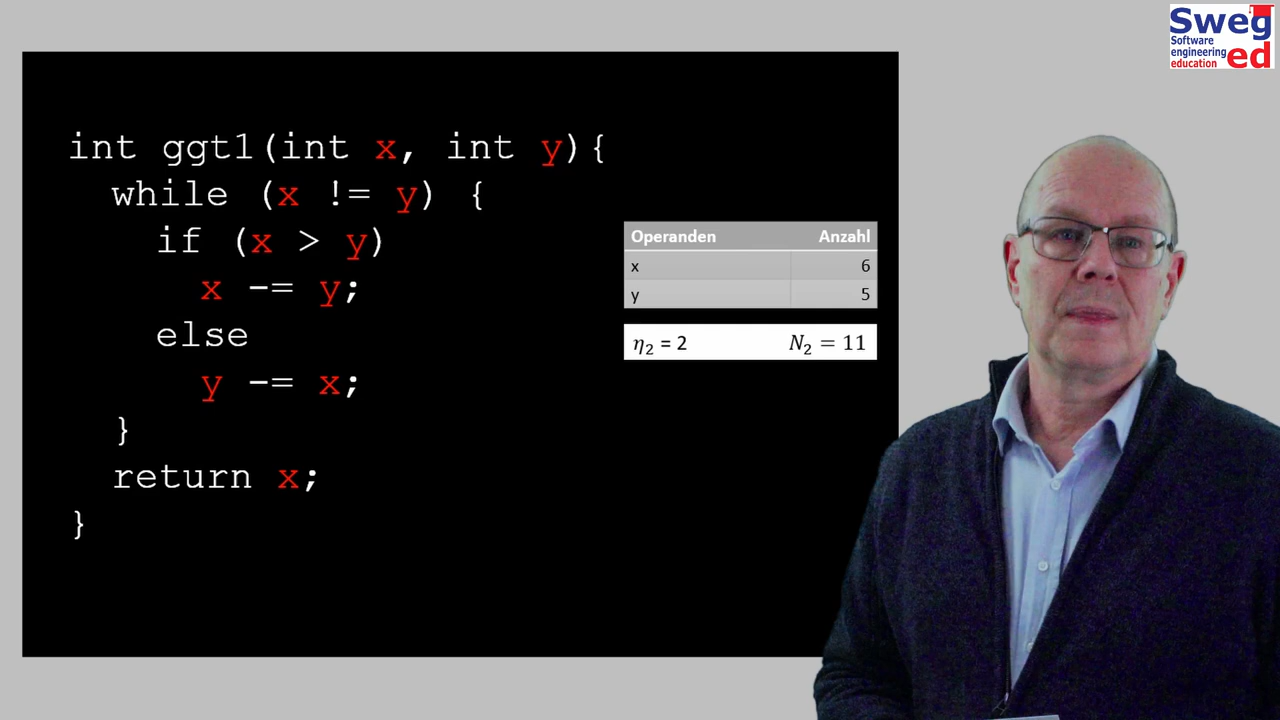 Sweg
Software
engineering
education
ed
int ggt1(int x, int y){
while (x != y) {
if (x > y)
x -= y;
else
y -= x;
}
return x;
}
Operanden Anzahl
x 6
y 5
η₂ = 2 N₂ = 11